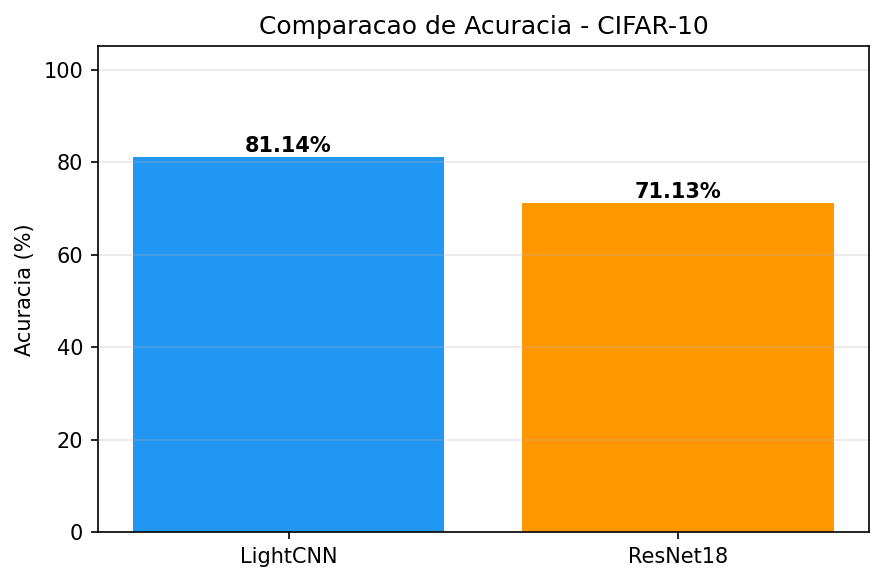 Comparacao de Acuracia - CIFAR-10
Acuracia (%)
100
80
60
40
20
0
81.14%
71.13%
LightCNN
ResNet18